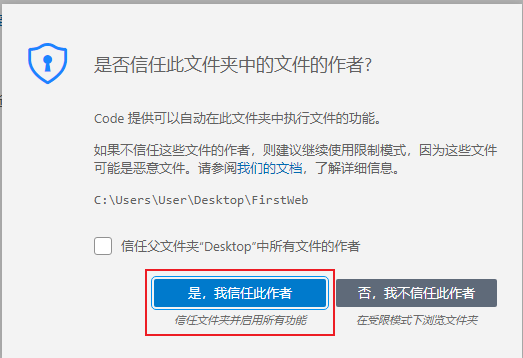 是否信任此文件夹中的文件的作者?
Code 提供可以自动在此文件夹中执行文件的功能。
如果不信任这些文件的作者，则建议继续使用限制模式，因为这些文件
可能是恶意文件。请参阅我们的文档，了解详细信息。
C:\Users\User\Desktop\FirstWeb
信任父文件夹“Desktop”中所有文件的作者
是，我信任此作者
否，我不信任此作者
信任文件夹并启用所有功能
在受限模式下浏览文件夹